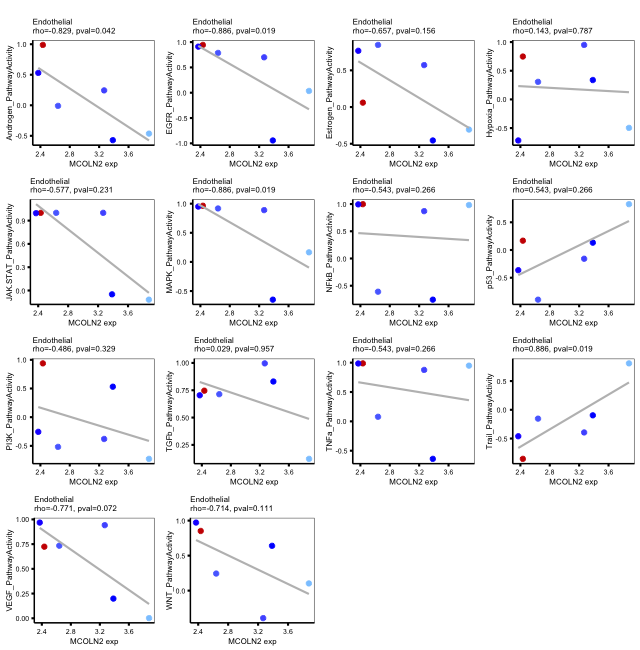 Endothelial
rho=-0.829, pval=0.042
Androgen_PathwayActivity
1.0
0.5
0.0
-0.5
2.4
2.8
3.2
3.6
MCOLN2 exp
Endothelial
rho=-0.886, pval=0.019
EGFR_PathwayActivity
1.0
0.5
0.0
-0.5
-1.0
2.4
2.8
3.2
3.6
MCOLN2 exp
Endothelial
rho=-0.657, pval=0.156
Estrogen_PathwayActivity
0.5
0.0
-0.5
2.4
2.8
3.2
3.6
MCOLN2 exp
Endothelial
rho=0.143, pval=0.787
Hypoxia_PathwayActivity
1.0
0.5
0.0
-0.5
2.4
2.8
3.2
3.6
MCOLN2 exp
Endothelial
rho=-0.577, pval=0.231
JAK.STAT_PathwayActivity
0.9
0.6
0.3
0.0
2.4
2.8
3.2
3.6
MCOLN2 exp
Endothelial
rho=-0.886, pval=0.019
MAPK_PathwayActivity
1.0
0.5
0.0
-0.5
2.4
2.8
3.2
3.6
MCOLN2 exp
Endothelial
rho=-0.543, pval=0.266
NFkB_PathwayActivity
1.0
0.5
0.0
-0.5
2.4
2.8
3.2
3.6
MCOLN2 exp
Endothelial
rho=0.543, pval=0.266
p53_PathwayActivity
0.5
0.0
-0.5
2.4
2.8
3.2
3.6
MCOLN2 exp
Endothelial
rho=-0.486, pval=0.329
PI3K_PathwayActivity
1.0
0.5
0.0
-0.5
2.4
2.8
3.2
3.6
MCOLN2 exp
Endothelial
rho=0.029, pval=0.957
TGFb_PathwayActivity
1.00
0.75
0.50
0.25
2.4
2.8
3.2
3.6
MCOLN2 exp
Endothelial
rho=-0.543, pval=0.266
TNFa_PathwayActivity
1.0
0.5
0.0
-0.5
2.4
2.8
3.2
3.6
MCOLN2 exp
Endothelial
rho=0.886, pval=0.019
Trail_PathwayActivity
0.5
0.0
-0.5
2.4
2.8
3.2
3.6
MCOLN2 exp
Endothelial
rho=-0.771, pval=0.072
VEGF_PathwayActivity
1.00
0.75
0.50
0.25
0.00
2.4
2.8
3.2
3.6
MCOLN2 exp
Endothelial
rho=-0.714, pval=0.111
WNT_PathwayActivity
1.0
0.5
0.0
2.4
2.8
3.2
3.6
MCOLN2 exp